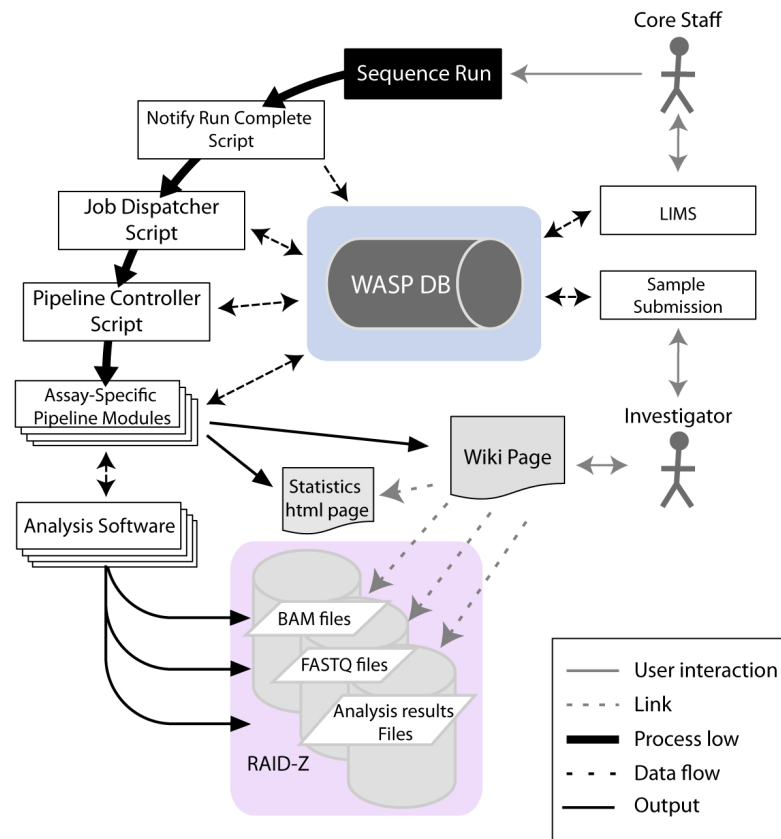 Core Staff
Sequence Run
Notify Run Complete
Script
Job Dispatcher
Script
LIMS
WASP DB
Pipeline Controller
Script
Sample
Submission
Assay-Specific
Pipeline Modules
Investigator
Wiki Page
Statistics
html page
Analysis Software
BAM files
FASTQ files
Analysis results
Files
RAID-Z
User interaction
Link
Process low
Data flow
Output